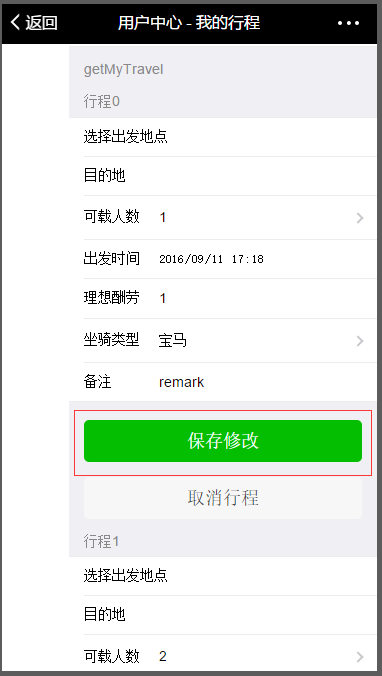 返回 用户中心 - 我的行程
getMyTravel
行程0
选择出发地点
目的地
可载人数 1
出发时间 2016/09/11 17:18
理想酬劳 1
坐骑类型 宝马
备注 remark
保存修改
取消行程
行程1
选择出发地点
目的地
可载人数 2